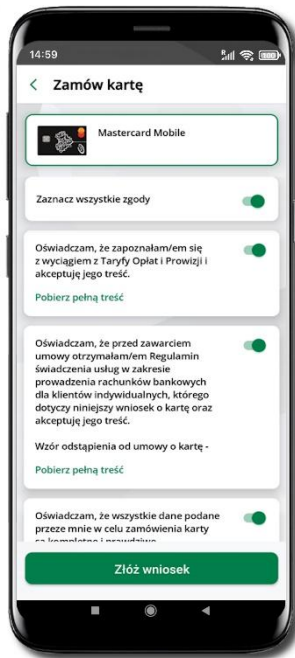 14:59
Zamów kartę
Mastercard Mobile
Zaznacz wszystkie zgody
Oświadczam, że zapoznałam/em się
z wyciągiem z Taryfy Opłat i Prowizji i
akceptuję jego treść.
Pobierz pełną treść
Oświadczam, że przed zawarciem
umowy otrzymałam/em Regulamin
świadczenia usług w zakresie
prowadzenia rachunków bankowych
dla klientów indywidualnych, którego
dotyczy niniejszy wniosek o kartę oraz
akceptuję jego treść.
Wzór odstąpienia od umowy o kartę -
Pobierz pełną treść
Oświadczam, że wszystkie dane podane
przeze mnie w celu zamówienia karty
są kompletne i prawdziwe
Złóż wniosek